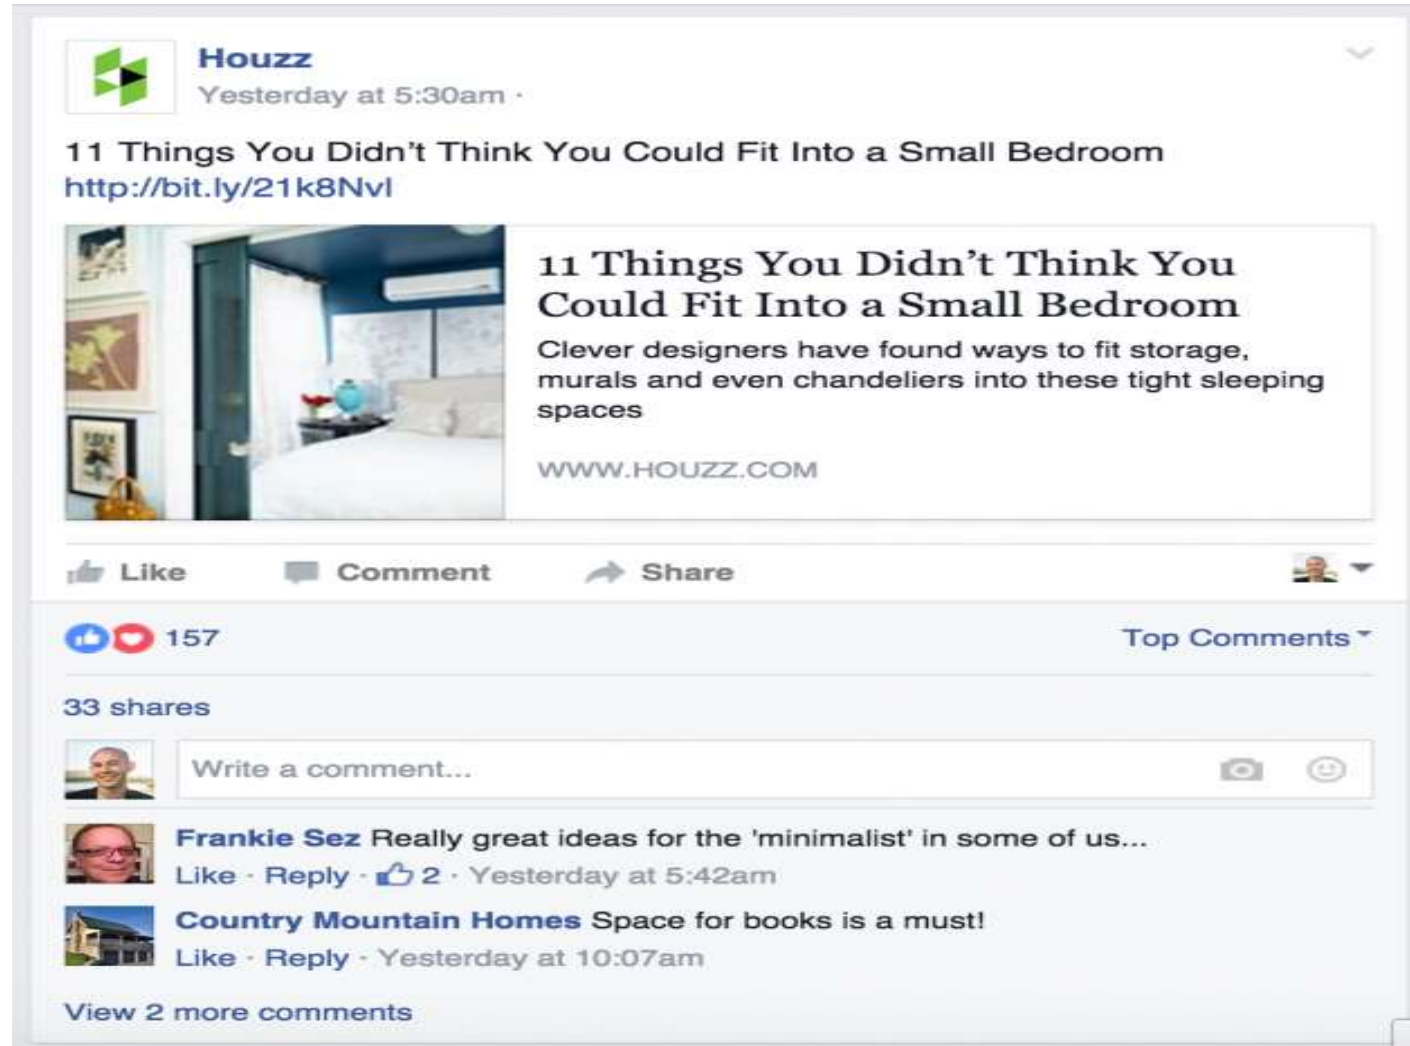 Houzz
Yesterday at 5:30am ·
11 Things You Didn't Think You Could Fit Into a Small Bedroom
http://bit.ly/21k8Nvl
11 Things You Didn't Think You
Could Fit Into a Small Bedroom
Clever designers have found ways to fit storage,
murals and even chandeliers into these tight sleeping
spaces
WWW.HOUZZ.COM
Like Comment Share
157 Top Comments
33 shares
Write a comment...
Frankie Sez Really great ideas for the 'minimalist' in some of us...
Like · Reply · 2 · Yesterday at 5:42am
Country Mountain Homes Space for books is a must!
Like · Reply · Yesterday at 10:07am
View 2 more comments